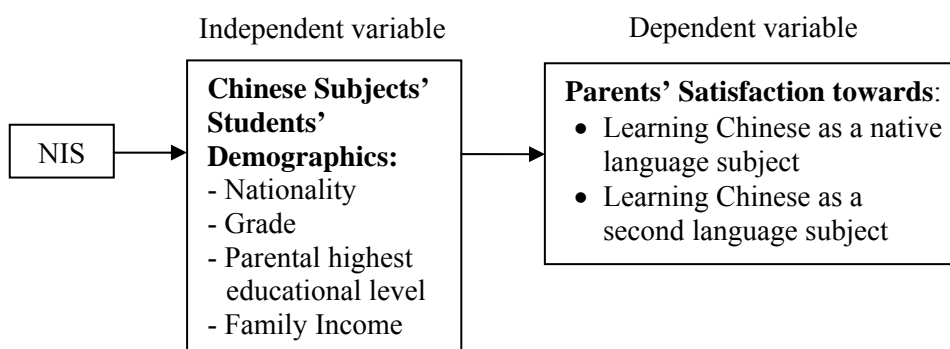 Independent variable
Dependent variable
NIS
Chinese Subjects’
Students’
Demographics:
- Nationality
- Grade
- Parental highest
educational level
- Family Income
Parents’ Satisfaction towards:
• Learning Chinese as a native
language subject
• Learning Chinese as a
second language subject